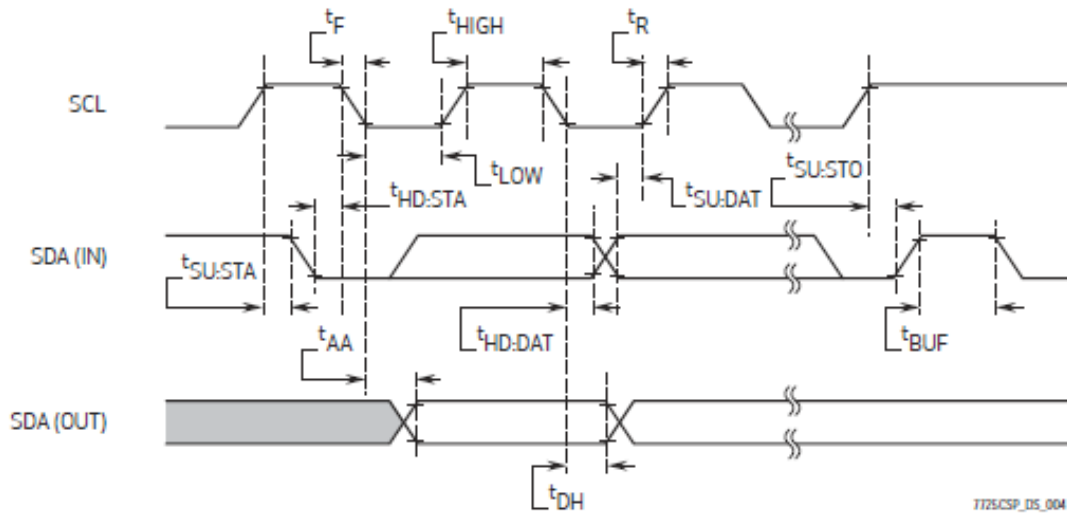 tF
tHIGH
tR
SCL
tLOW
tSU:STO
tHD:STA
tSU:DAT
SDA (IN)
tSU:STA
tAA
tHD:DAT
tBUF
SDA (OUT)
tDH
7725CSP_DS_004